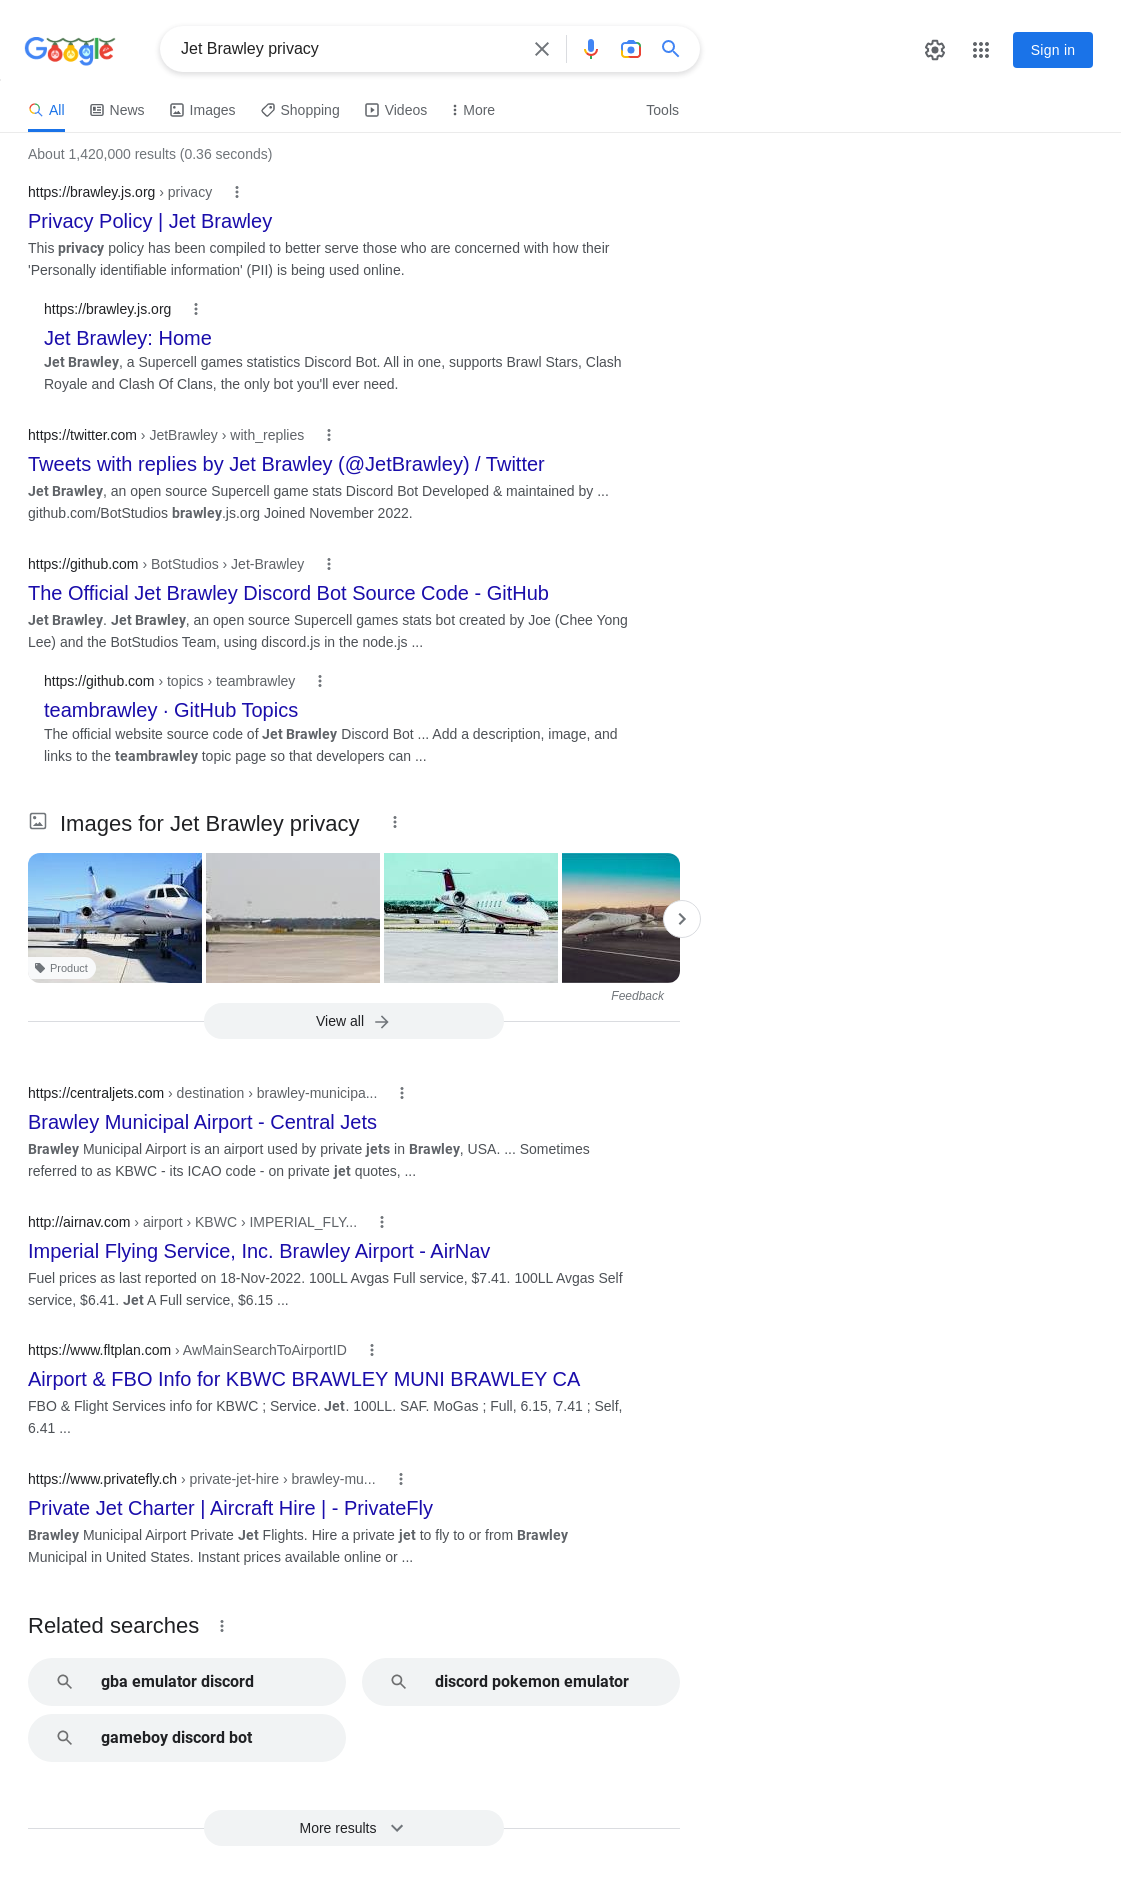 Google
Jet Brawley privacy
Sign in
All
News
Images
Shopping
Videos
More
Tools
About 1,420,000 results (0.36 seconds)
https://brawley.js.org › privacy
Privacy Policy | Jet Brawley
This privacy policy has been compiled to better serve those who are concerned with how their
'Personally identifiable information' (PII) is being used online.
https://brawley.js.org
Jet Brawley: Home
Jet Brawley, a Supercell games statistics Discord Bot. All in one, supports Brawl Stars, Clash
Royale and Clash Of Clans, the only bot you'll ever need.
https://twitter.com › JetBrawley › with_replies
Tweets with replies by Jet Brawley (@JetBrawley) / Twitter
Jet Brawley, an open source Supercell game stats Discord Bot Developed & maintained by ...
github.com/BotStudios brawley.js.org Joined November 2022.
https://github.com › BotStudios › Jet-Brawley
The Official Jet Brawley Discord Bot Source Code - GitHub
Jet Brawley. Jet Brawley, an open source Supercell games stats bot created by Joe (Chee Yong
Lee) and the BotStudios Team, using discord.js in the node.js ...
https://github.com › topics › teambrawley
teambrawley · GitHub Topics
The official website source code of Jet Brawley Discord Bot ... Add a description, image, and
links to the teambrawley topic page so that developers can ...
Images for Jet Brawley privacy
Product
Feedback
View all
https://centraljets.com › destination › brawley-municipa...
Brawley Municipal Airport - Central Jets
Brawley Municipal Airport is an airport used by private jets in Brawley, USA. ... Sometimes
referred to as KBWC - its ICAO code - on private jet quotes, ...
http://airnav.com › airport › KBWC › IMPERIAL_FLY...
Imperial Flying Service, Inc. Brawley Airport - AirNav
Fuel prices as last reported on 18-Nov-2022. 100LL Avgas Full service, $7.41. 100LL Avgas Self
service, $6.41. Jet A Full service, $6.15 ...
https://www.fltplan.com › AwMainSearchToAirportID
Airport & FBO Info for KBWC BRAWLEY MUNI BRAWLEY CA
FBO & Flight Services info for KBWC ; Service. Jet. 100LL. SAF. MoGas ; Full, 6.15, 7.41 ; Self,
6.41 ...
https://www.privatefly.ch › private-jet-hire › brawley-mu...
Private Jet Charter | Aircraft Hire | - PrivateFly
Brawley Municipal Airport Private Jet Flights. Hire a private jet to fly to or from Brawley
Municipal in United States. Instant prices available online or ...
Related searches
gba emulator discord
discord pokemon emulator
gameboy discord bot
More results